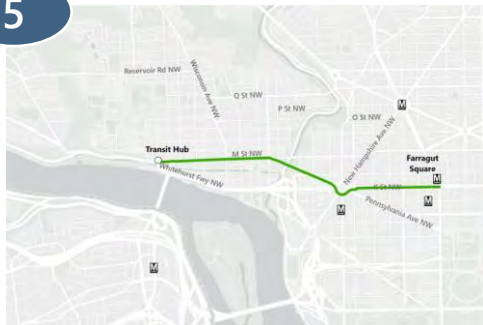 5
Reservoir Rd NW
Wisconsin Ave NW
Q St NW
P St NW
O St NW
M
New Hampshire Ave NW
Transit Hub
M St NW
Whitehurst Fwy NW
Farragut
Square
M
K St NW
M
M
Pennsylvania Ave NW
M